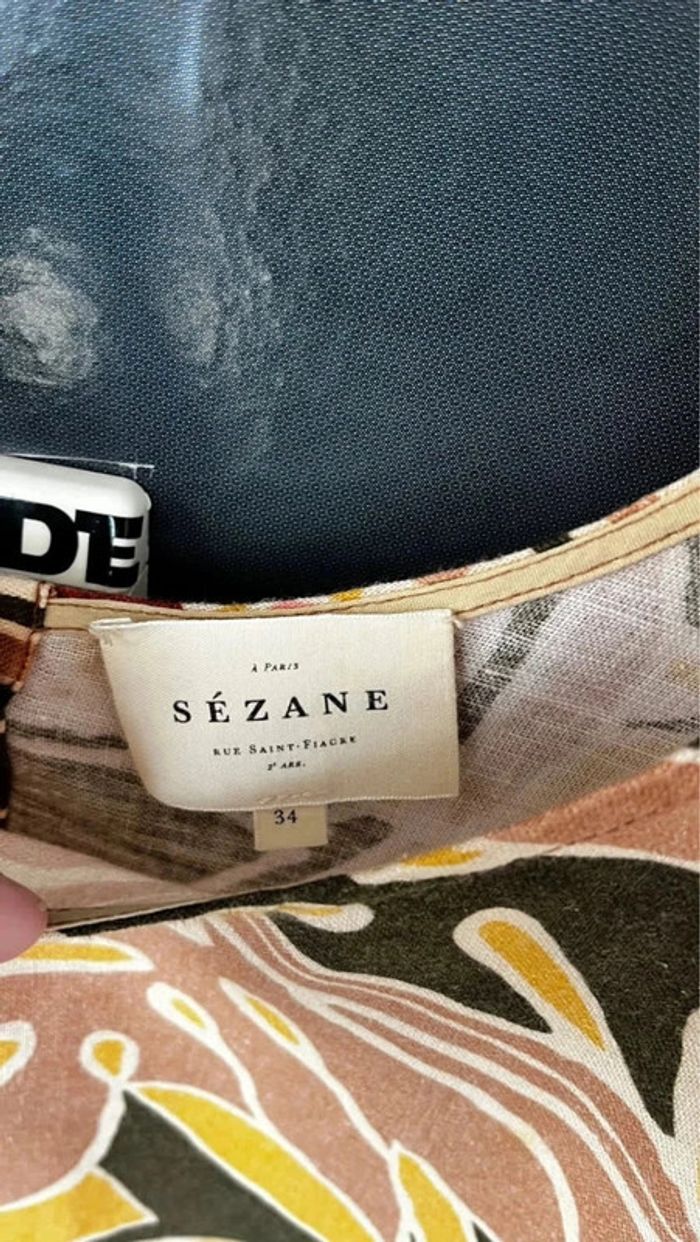 DE
À PARIS
SÉZANE
RUE SAINT-FIACRE
2ᵉ ARR.
34